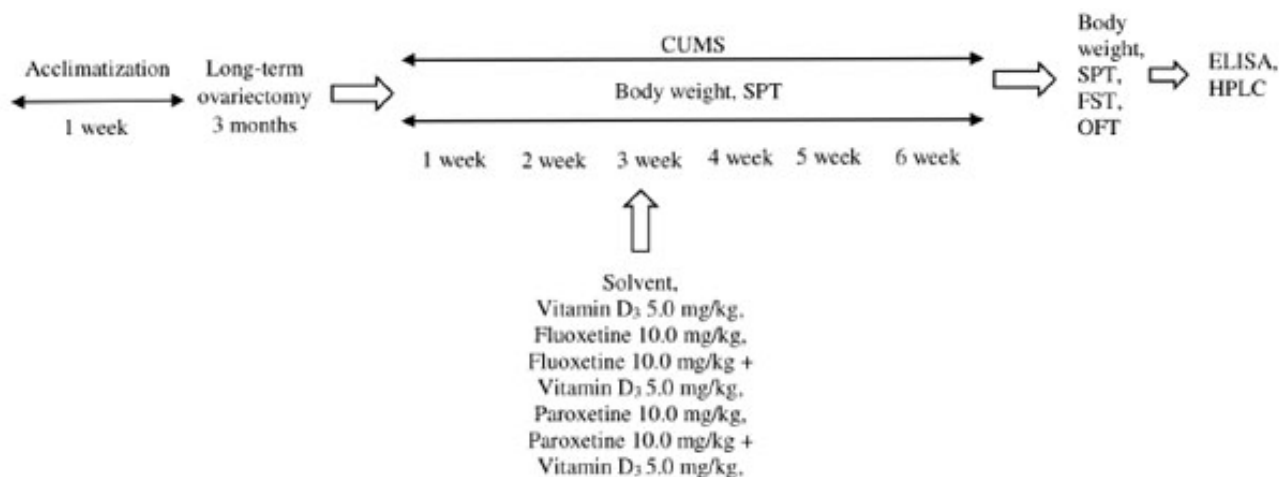 Acclimatization
1 week
Long-term
ovariectomy
3 months
CUMS
Body weight, SPT
1 week 2 week 3 week 4 week 5 week 6 week
Solvent,
Vitamin D₃ 5.0 mg/kg,
Fluoxetine 10.0 mg/kg,
Fluoxetine 10.0 mg/kg +
Vitamin D₃ 5.0 mg/kg,
Paroxetine 10.0 mg/kg,
Paroxetine 10.0 mg/kg +
Vitamin D₃ 5.0 mg/kg,
Body
weight,
SPT,
FST,
OFT
ELISA,
HPLC